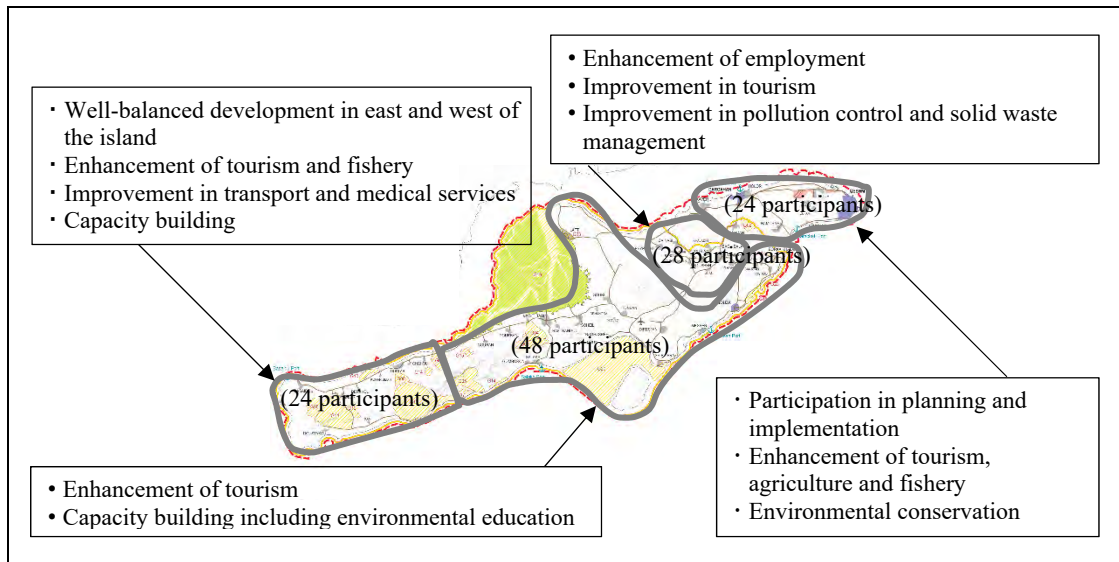 • Enhancement of employment
• Improvement in tourism
• Improvement in pollution control and solid waste
management
・ Well-balanced development in east and west of
the island
・ Enhancement of tourism and fishery
・ Improvement in transport and medical services
・ Capacity building
(24 participants)
(28 participants)
(48 participants)
(24 participants)
・ Participation in planning and
implementation
・ Enhancement of tourism,
agriculture and fishery
・ Environmental conservation
• Enhancement of tourism
• Capacity building including environmental education